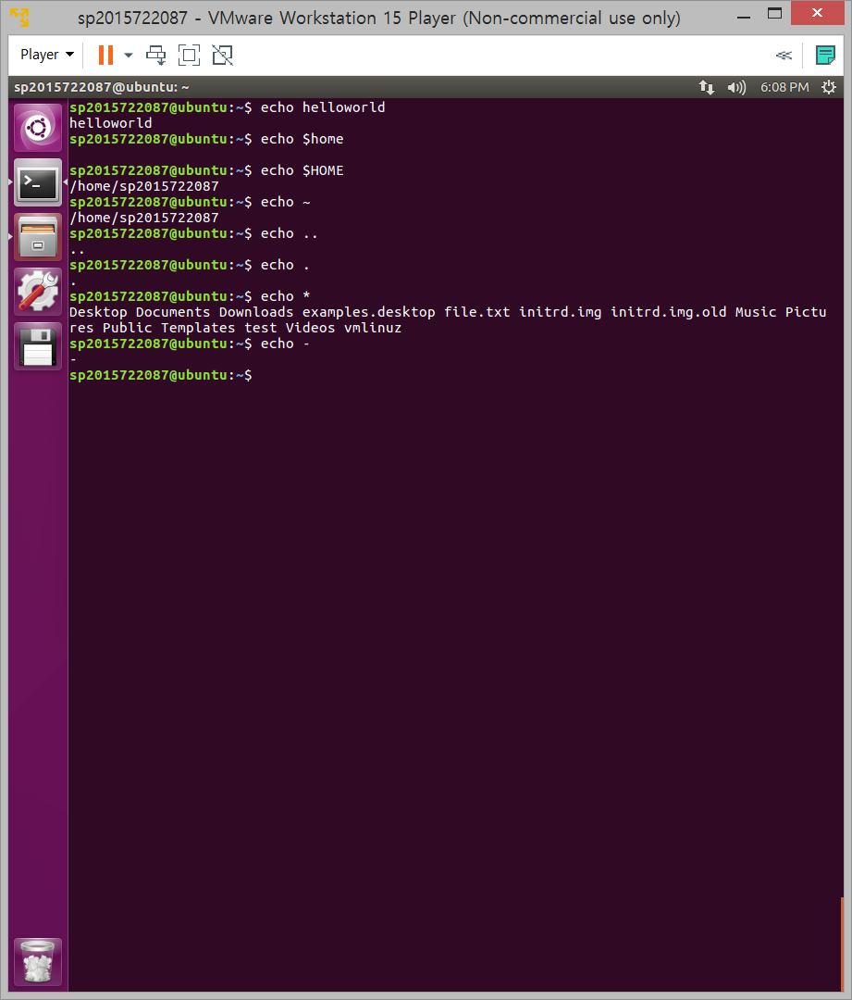 sp2015722087 - VMware Workstation 15 Player (Non-commercial use only)
Player
sp2015722087@ubuntu: ~
6:08 PM
sp2015722087@ubuntu:~$ echo helloworld
helloworld
sp2015722087@ubuntu:~$ echo $home
sp2015722087@ubuntu:~$ echo $HOME
/home/sp2015722087
sp2015722087@ubuntu:~$ echo ~
/home/sp2015722087
sp2015722087@ubuntu:~$ echo ..
..
sp2015722087@ubuntu:~$ echo .
.
sp2015722087@ubuntu:~$ echo *
Desktop Documents Downloads examples.desktop file.txt initrd.img initrd.img.old Music Pictu
res Public Templates test Videos vmlinuz
sp2015722087@ubuntu:~$ echo -
-
sp2015722087@ubuntu:~$